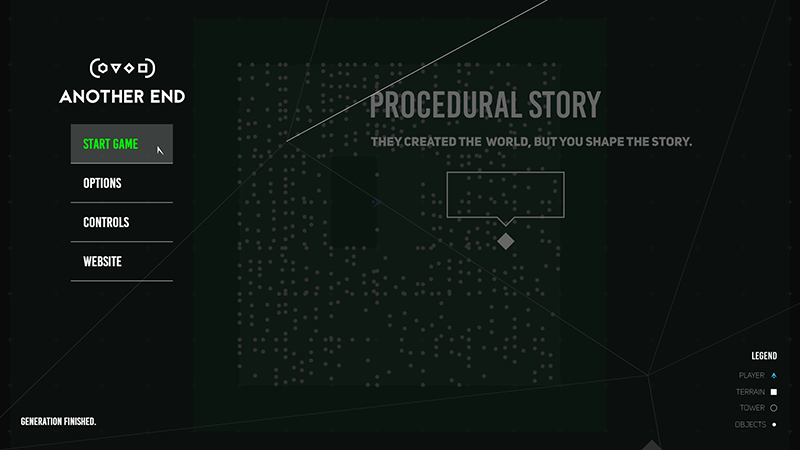 ANOTHER END
START GAME
OPTIONS
CONTROLS
WEBSITE
PROCEDURAL STORY
THEY CREATED THE WORLD, BUT YOU SHAPE THE STORY.
LEGEND
PLAYER
TERRAIN
TOWER
OBJECTS
GENERATION FINISHED.